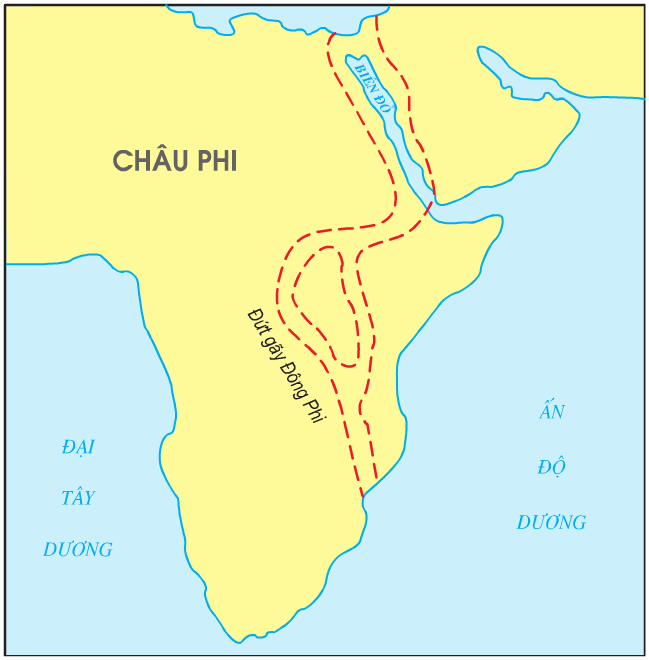 BIỂN ĐỎ
CHÂU PHI
Đứt gãy Đông Phi
ĐẠI
TÂY
DƯƠNG
ẤN
ĐỘ
DƯƠNG